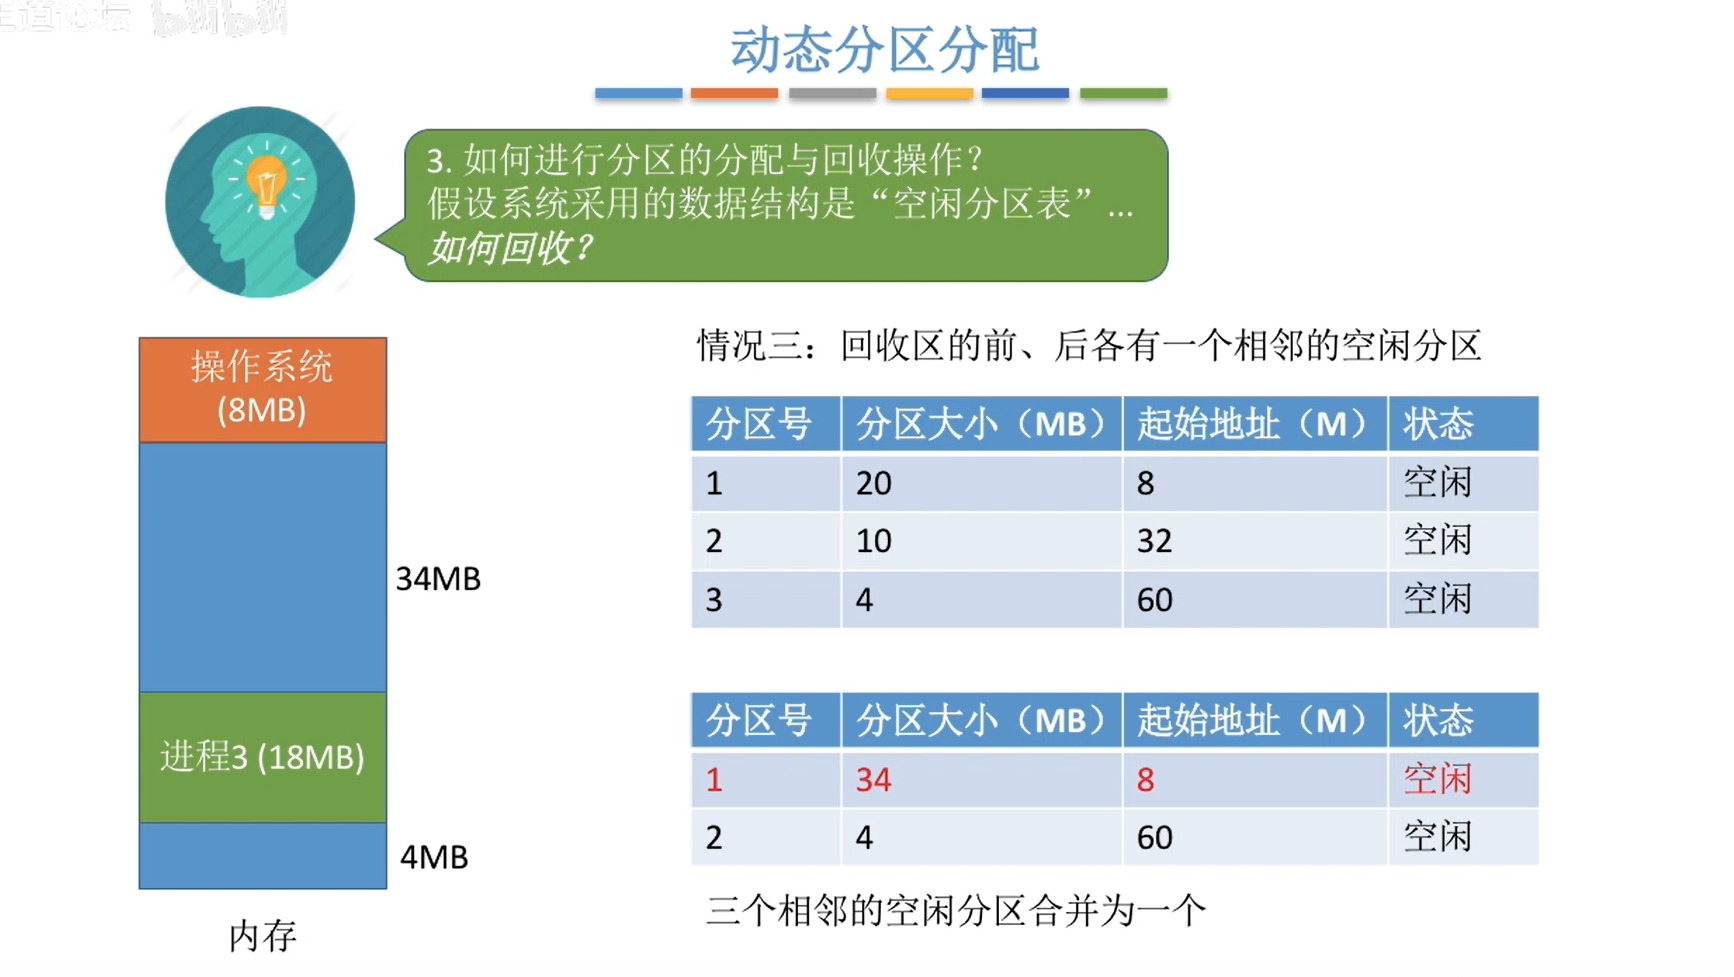 王道论坛 bilibili
动态分区分配
3. 如何进行分区的分配与回收操作？
假设系统采用的数据结构是“空闲分区表”...
如何回收？
操作系统
(8MB)
34MB
进程3 (18MB)
4MB
内存
情况三：回收区的前、后各有一个相邻的空闲分区
分区号 分区大小（MB） 起始地址（M） 状态
1 20 8 空闲
2 10 32 空闲
3 4 60 空闲
分区号 分区大小（MB） 起始地址（M） 状态
1 34 8 空闲
2 4 60 空闲
三个相邻的空闲分区合并为一个